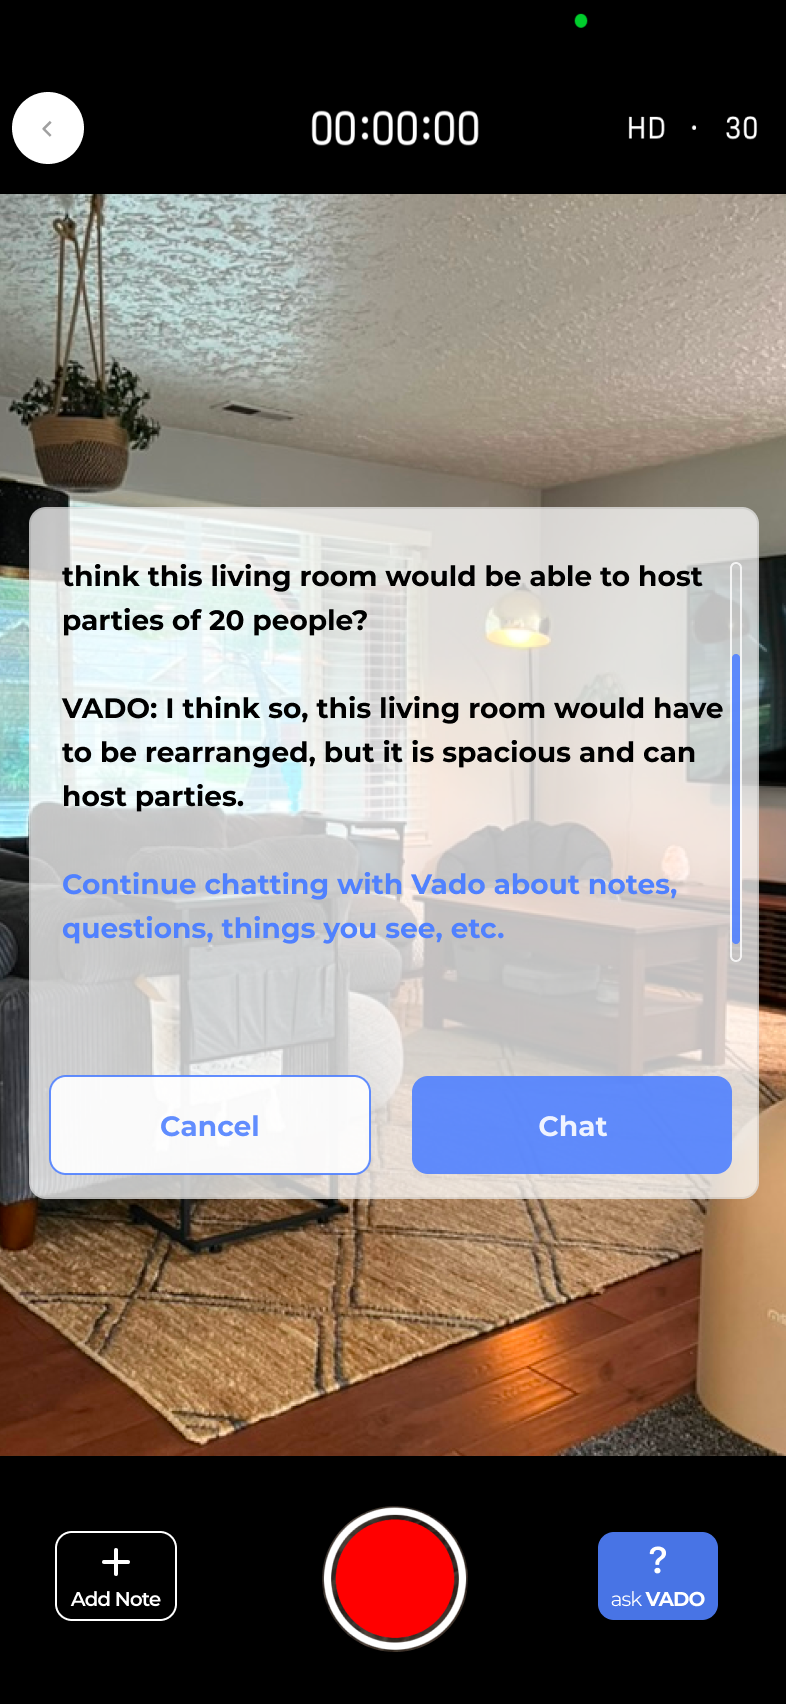 00:00:00
HD · 30
think this living room would be able to host
parties of 20 people?
VADO: I think so, this living room would have
to be rearranged, but it is spacious and can
host parties.
Continue chatting with Vado about notes,
questions, things you see, etc.
Cancel
Chat
Add Note
?
ask VADO